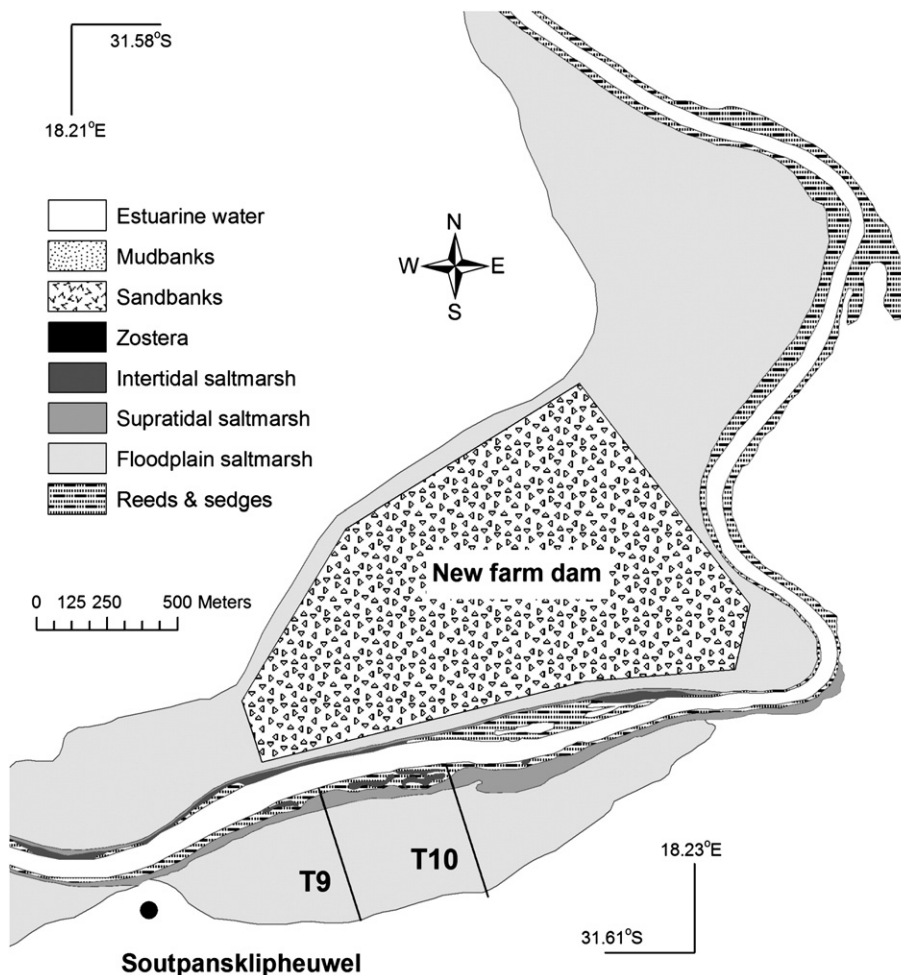 31.58°S
18.21°E
Estuarine water
Mudbanks
Sandbanks
Zostera
Intertidal saltmarsh
Supratidal saltmarsh
Floodplain saltmarsh
Reeds & sedges
N
W E
S
0 125 250 500 Meters
New farm dam
T9
T10
18.23°E
31.61°S
Soutpansklipheuwel